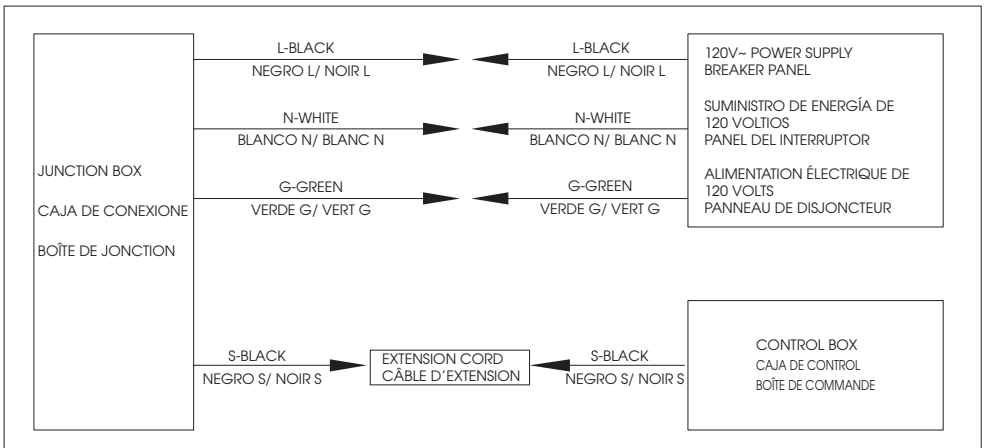 JUNCTION BOX
CAJA DE CONEXIONE
BOÎTE DE JONCTION
L-BLACK
NEGRO L/ NOIR L
L-BLACK
NEGRO L/ NOIR L
N-WHITE
BLANCO N/ BLANC N
N-WHITE
BLANCO N/ BLANC N
G-GREEN
VERDE G/ VERT G
G-GREEN
VERDE G/ VERT G
120V~ POWER SUPPLY
BREAKER PANEL
SUMINISTRO DE ENERGÍA DE
120 VOLTIOS
PANEL DEL INTERRUPTOR
ALIMENTATION ÉLECTRIQUE DE
120 VOLTS
PANNEAU DE DISJONCTEUR
S-BLACK
NEGRO S/ NOIR S
EXTENSION CORD
CÂBLE D'EXTENSION
S-BLACK
NEGRO S/ NOIR S
CONTROL BOX
CAJA DE CONTROL
BOÎTE DE COMMANDE